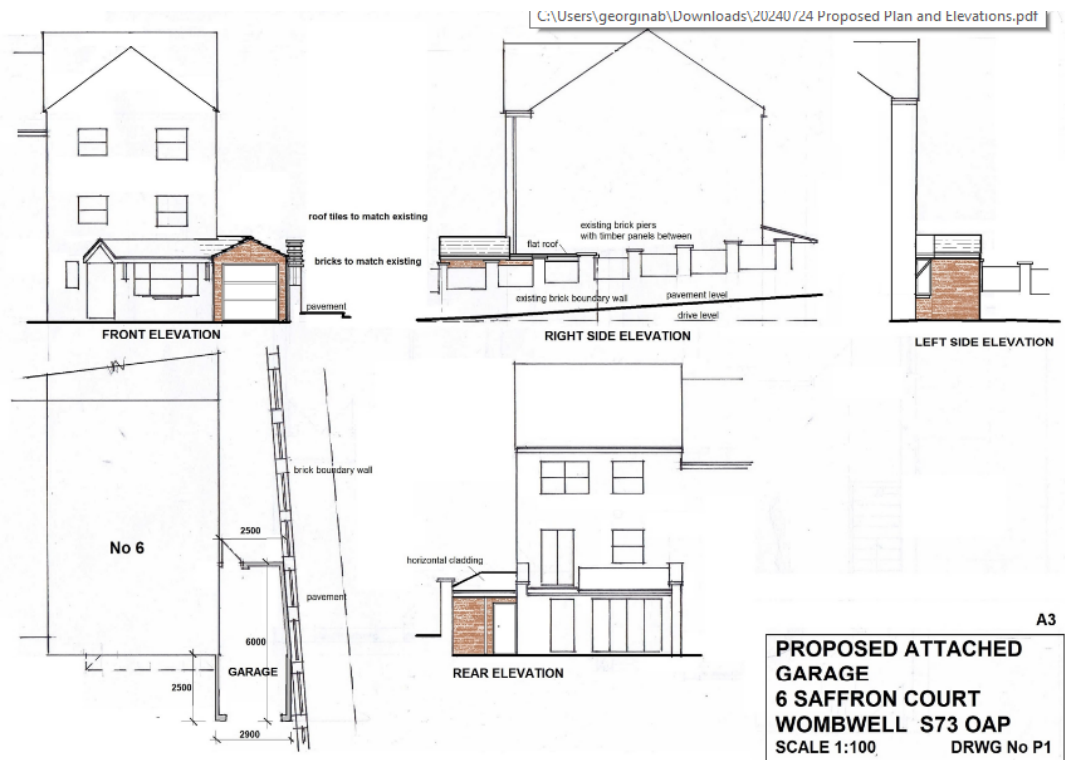 C:\Users\georginab\Downloads\20240724 Proposed Plan and Elevations.pdf
roof tiles to match existing
bricks to match existing
pavement
FRONT ELEVATION
existing brick piers
with timber panels between
flat roof
existing brick boundary wall
pavement level
drive level
RIGHT SIDE ELEVATION
LEFT SIDE ELEVATION
brick boundary wall
2500
No 6
pavement
6000
GARAGE
2500
2900
horizontal cladding
REAR ELEVATION
A3
PROPOSED ATTACHED
GARAGE
6 SAFFRON COURT
WOMBWELL S73 OAP
SCALE 1:100 DRWG No P1